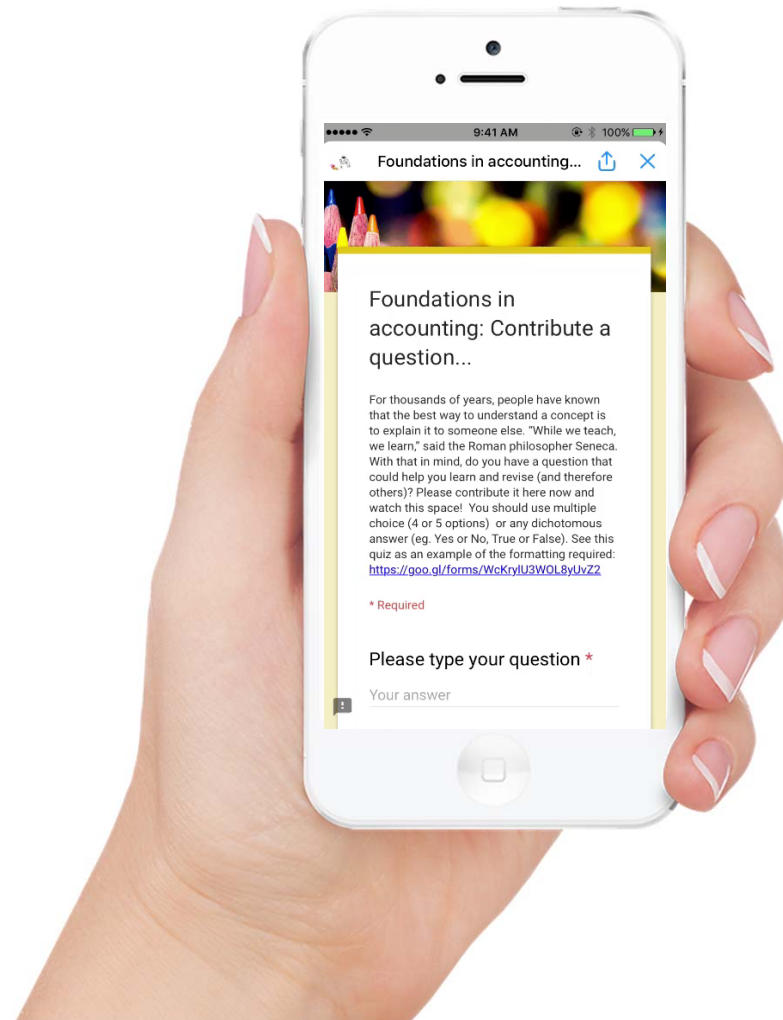 9:41 AM
100%
Foundations in accounting...
Foundations in
accounting: Contribute a
question...
For thousands of years, people have known
that the best way to understand a concept is
to explain it to someone else. "While we teach,
we learn," said the Roman philosopher Seneca.
With that in mind, do you have a question that
could help you learn and revise (and therefore
others)? Please contribute it here now and
watch this space!  You should use multiple
choice (4 or 5 options)  or any dichotomous
answer (eg. Yes or No, True or False). See this
quiz as an example of the formatting required:
https://goo.gl/forms/WcKrylU3WOL8yUvZ2
* Required
Please type your question *
Your answer